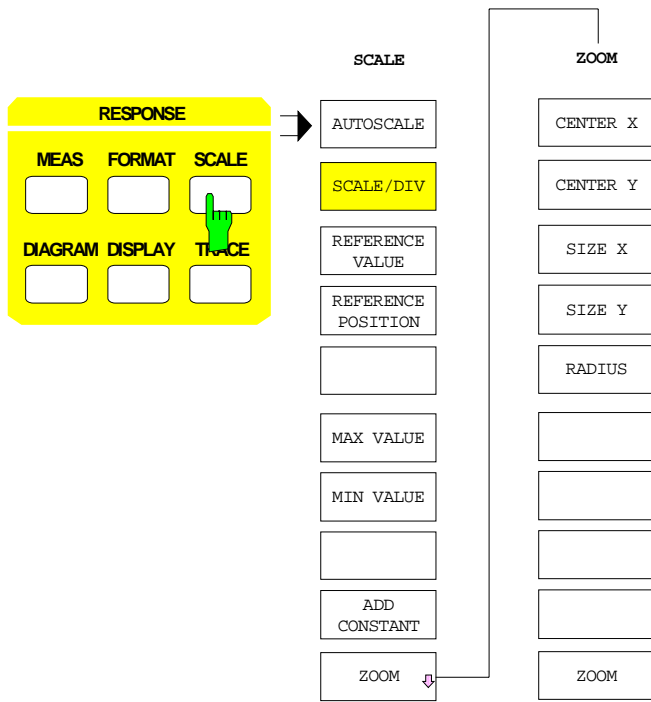 RESPONSE
MEAS FORMAT SCALE
DIAGRAM DISPLAY TRACE
SCALE
AUTOSCALE
SCALE/DIV
REFERENCE
VALUE
REFERENCE
POSITION
MAX VALUE
MIN VALUE
ADD
CONSTANT
ZOOM
ZOOM
CENTER X
CENTER Y
SIZE X
SIZE Y
RADIUS
ZOOM